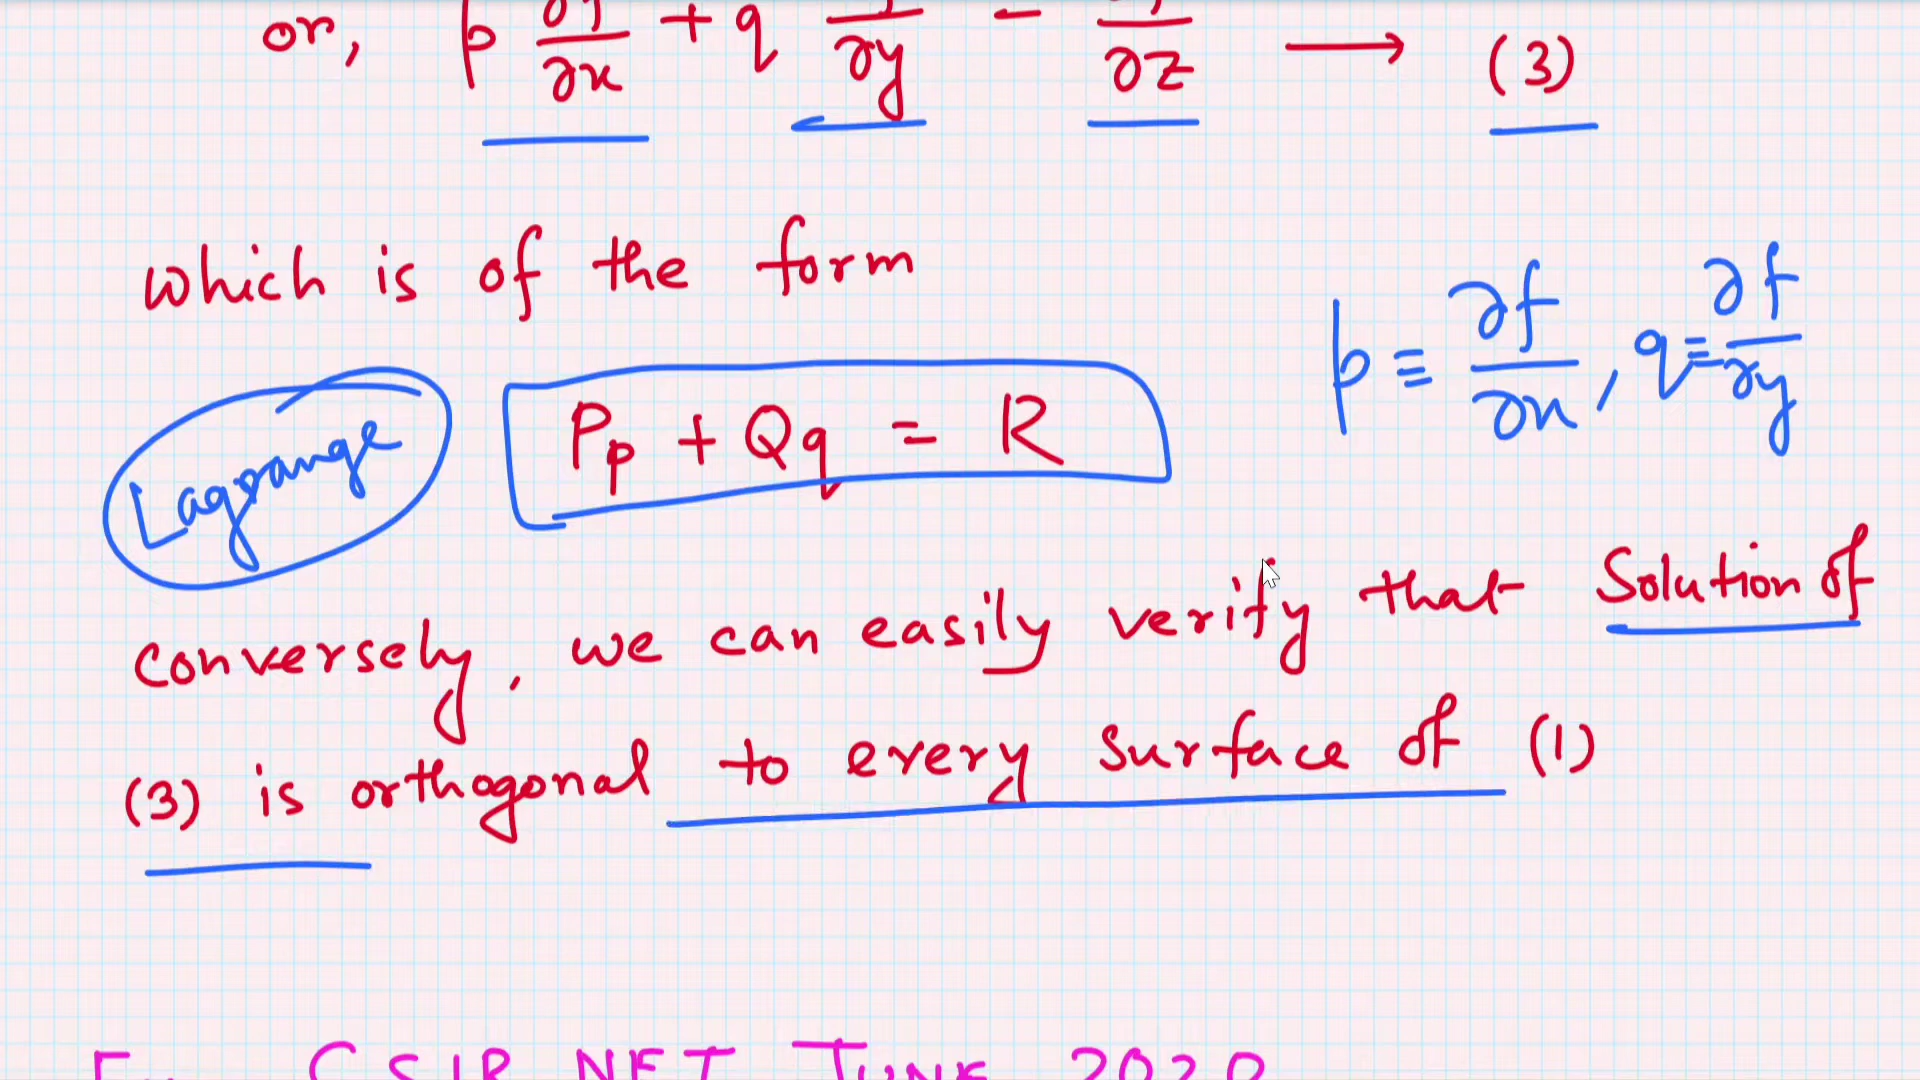 or, p ∂f/∂x + q ∂f/∂y = ∂f/∂z ⟶ (3)
which is of the form
p ≡ ∂f/∂x, q ≡ ∂f/∂y
Lagrange Pp + Qq = R
conversely, we can easily verify that Solution of
(3) is orthogonal to every surface of (1)
CSIR NET JUNE 2020